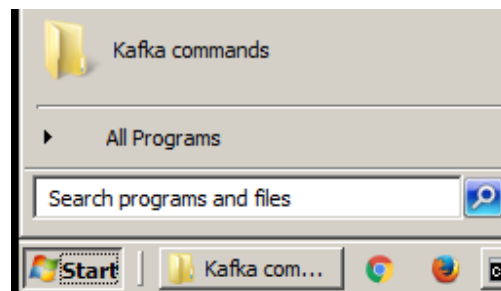 Kafka commands
All Programs
Search programs and files
Start
Kafka com...